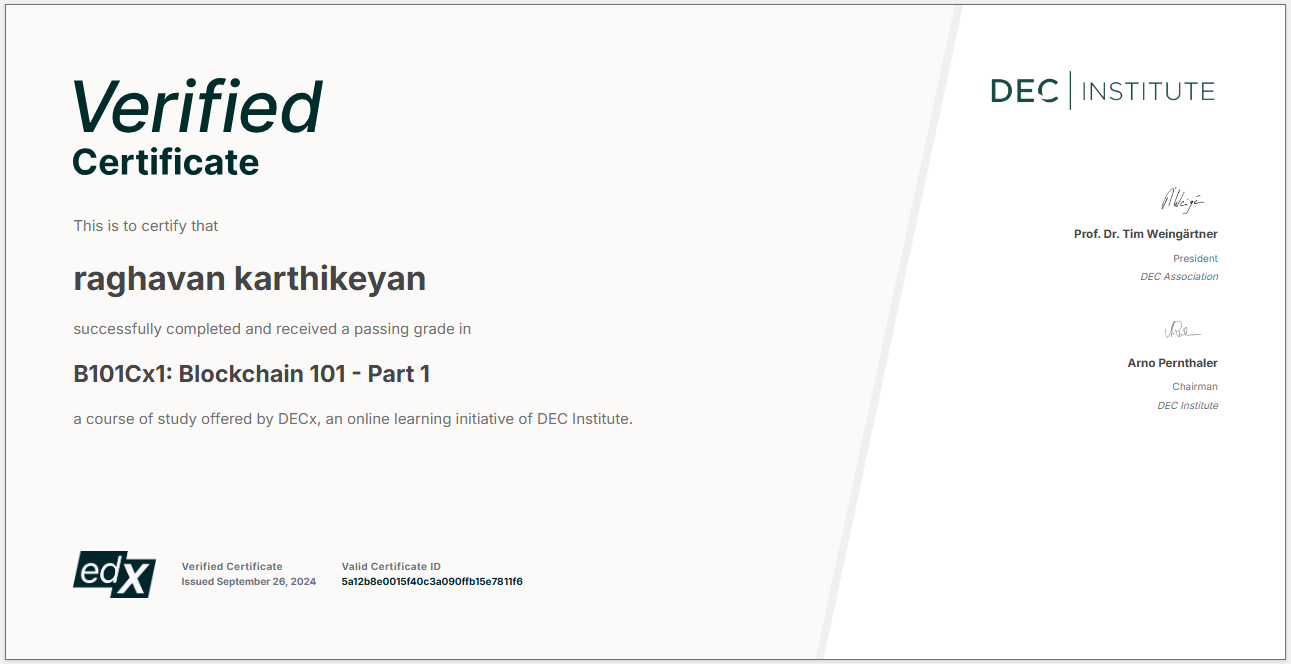 Verified
Certificate
This is to certify that
raghavan karthikeyan
successfully completed and received a passing grade in
B101Cx1: Blockchain 101 - Part 1
a course of study offered by DECx, an online learning initiative of DEC Institute.
edX
Verified Certificate
Issued September 26, 2024
Valid Certificate ID
5a12b8e0015f40c3a090ffb15e7811f6
DEC INSTITUTE
Prof. Dr. Tim Weingärtner
President
DEC Association
Arno Pernthaler
Chairman
DEC Institute